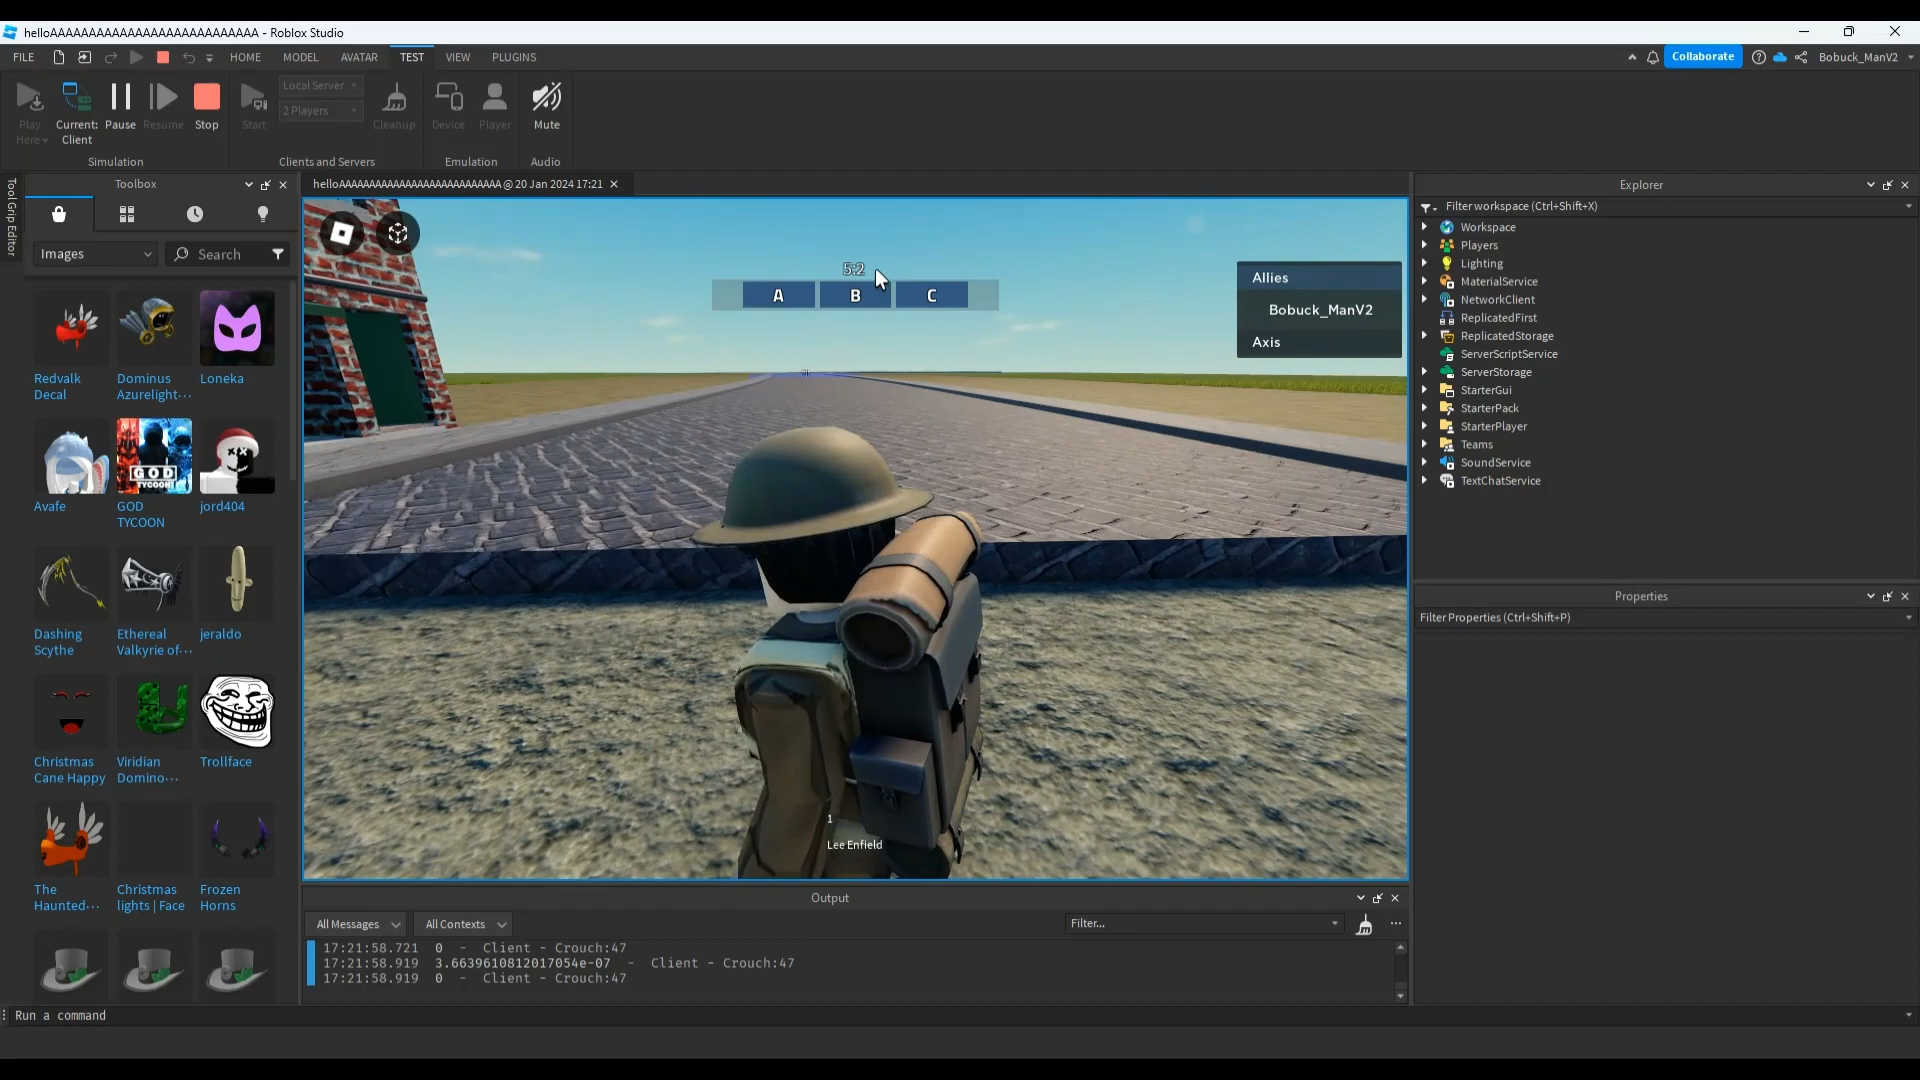 helloAAAAAAAAAAAAAAAAAAAAAAAAAAA - Roblox Studio
FILE HOME MODEL AVATAR TEST VIEW PLUGINS Collaborate Bobuck_ManV2
Play Here
Current: Client
Pause
Resume
Stop
Start
Local Server
2 Players
Cleanup
Device
Player
Mute
Simulation
Clients and Servers
Emulation
Audio
Tool Grip Editor
Toolbox
Images
Search
Redvalk Decal
Dominus Azurelight...
Loneka
Avafe
GOD TYCOON
GOD TYCOON
jord404
Dashing Scythe
Ethereal Valkyrie of...
jeraldo
Christmas Cane Happy
Viridian Domino...
Trollface
The Haunted...
Christmas lights | Face
Frozen Horns
helloAAAAAAAAAAAAAAAAAAAAAAAAAAA @ 20 Jan 2024 17:21
5:2
A B C
Allies
Bobuck_ManV2
Axis
1
Lee Enfield
Output
All Messages
All Contexts
Filter...
17:21:58.721 0 - Client - Crouch:47
17:21:58.919 3.6639610812017054e-07 - Client - Crouch:47
17:21:58.919 0 - Client - Crouch:47
Run a command
Explorer
Filter workspace (Ctrl+Shift+X)
Workspace
Players
Lighting
MaterialService
NetworkClient
ReplicatedFirst
ReplicatedStorage
ServerScriptService
ServerStorage
StarterGui
StarterPack
StarterPlayer
Teams
SoundService
TextChatService
Properties
Filter Properties (Ctrl+Shift+P)